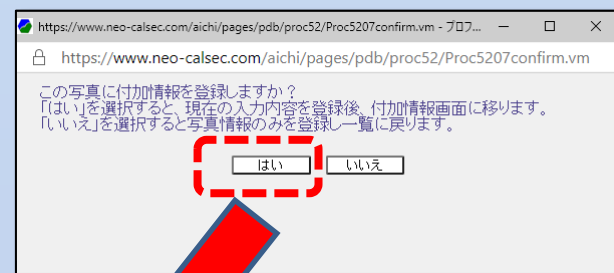 https://www.neo-calsec.com/aichi/pages/pdb/proc52/Proc5207confirm.vm - プロフ...
https://www.neo-calsec.com/aichi/pages/pdb/proc52/Proc5207confirm.vm
この写真に付加情報を登録しますか？
「はい」を選択すると、現在の入力内容を登録後、付加情報画面に移ります。
「いいえ」を選択すると写真情報のみを登録し一覧に戻ります。
はい いいえ